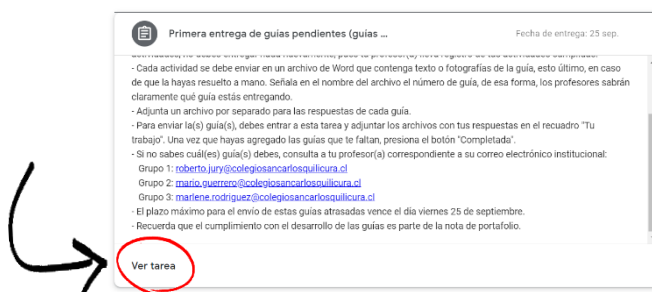 Primera entrega de guías pendientes (guías ...
Fecha de entrega: 25 sep.
- Cada actividad se debe enviar en un archivo de Word que contenga texto o fotografías de la guía, esto último, en caso
de que la hayas resuelto a mano. Señala en el nombre del archivo el número de guía, de esa forma, los profesores sabrán
claramente qué guía estás entregando.
- Adjunta un archivo por separado para las respuestas de cada guía.
- Para enviar la(s) guía(s), debes entrar a esta tarea y adjuntar los archivos con tus respuestas en el recuadro "Tu
trabajo". Una vez que hayas agregado las guías que te faltan, presiona el botón "Completada".
- Si no sabes cuál(es) guía(s) debes, consulta a tu profesor(a) correspondiente a su correo electrónico institucional:
Grupo 1: roberto.jury@colegiosancarlosquilicura.cl
Grupo 2: mario.guerrero@colegiosancarlosquilicura.cl
Grupo 3: marlene.rodriguez@colegiosancarlosquilicura.cl
- El plazo máximo para el envío de estas guías atrasadas vence el día viernes 25 de septiembre.
- Recuerda que el cumplimiento con el desarrollo de las guías es parte de la nota de portafolio.
Ver tarea